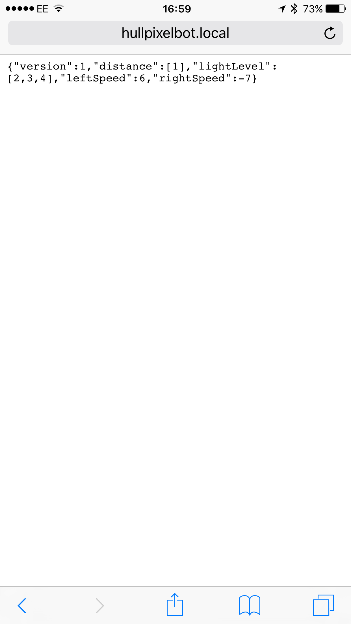 EE 16:59 73%
hullpixelbot.local
{"version":1,"distance":[1],"lightLevel":
[2,3,4],"leftSpeed":6,"rightSpeed":-7}